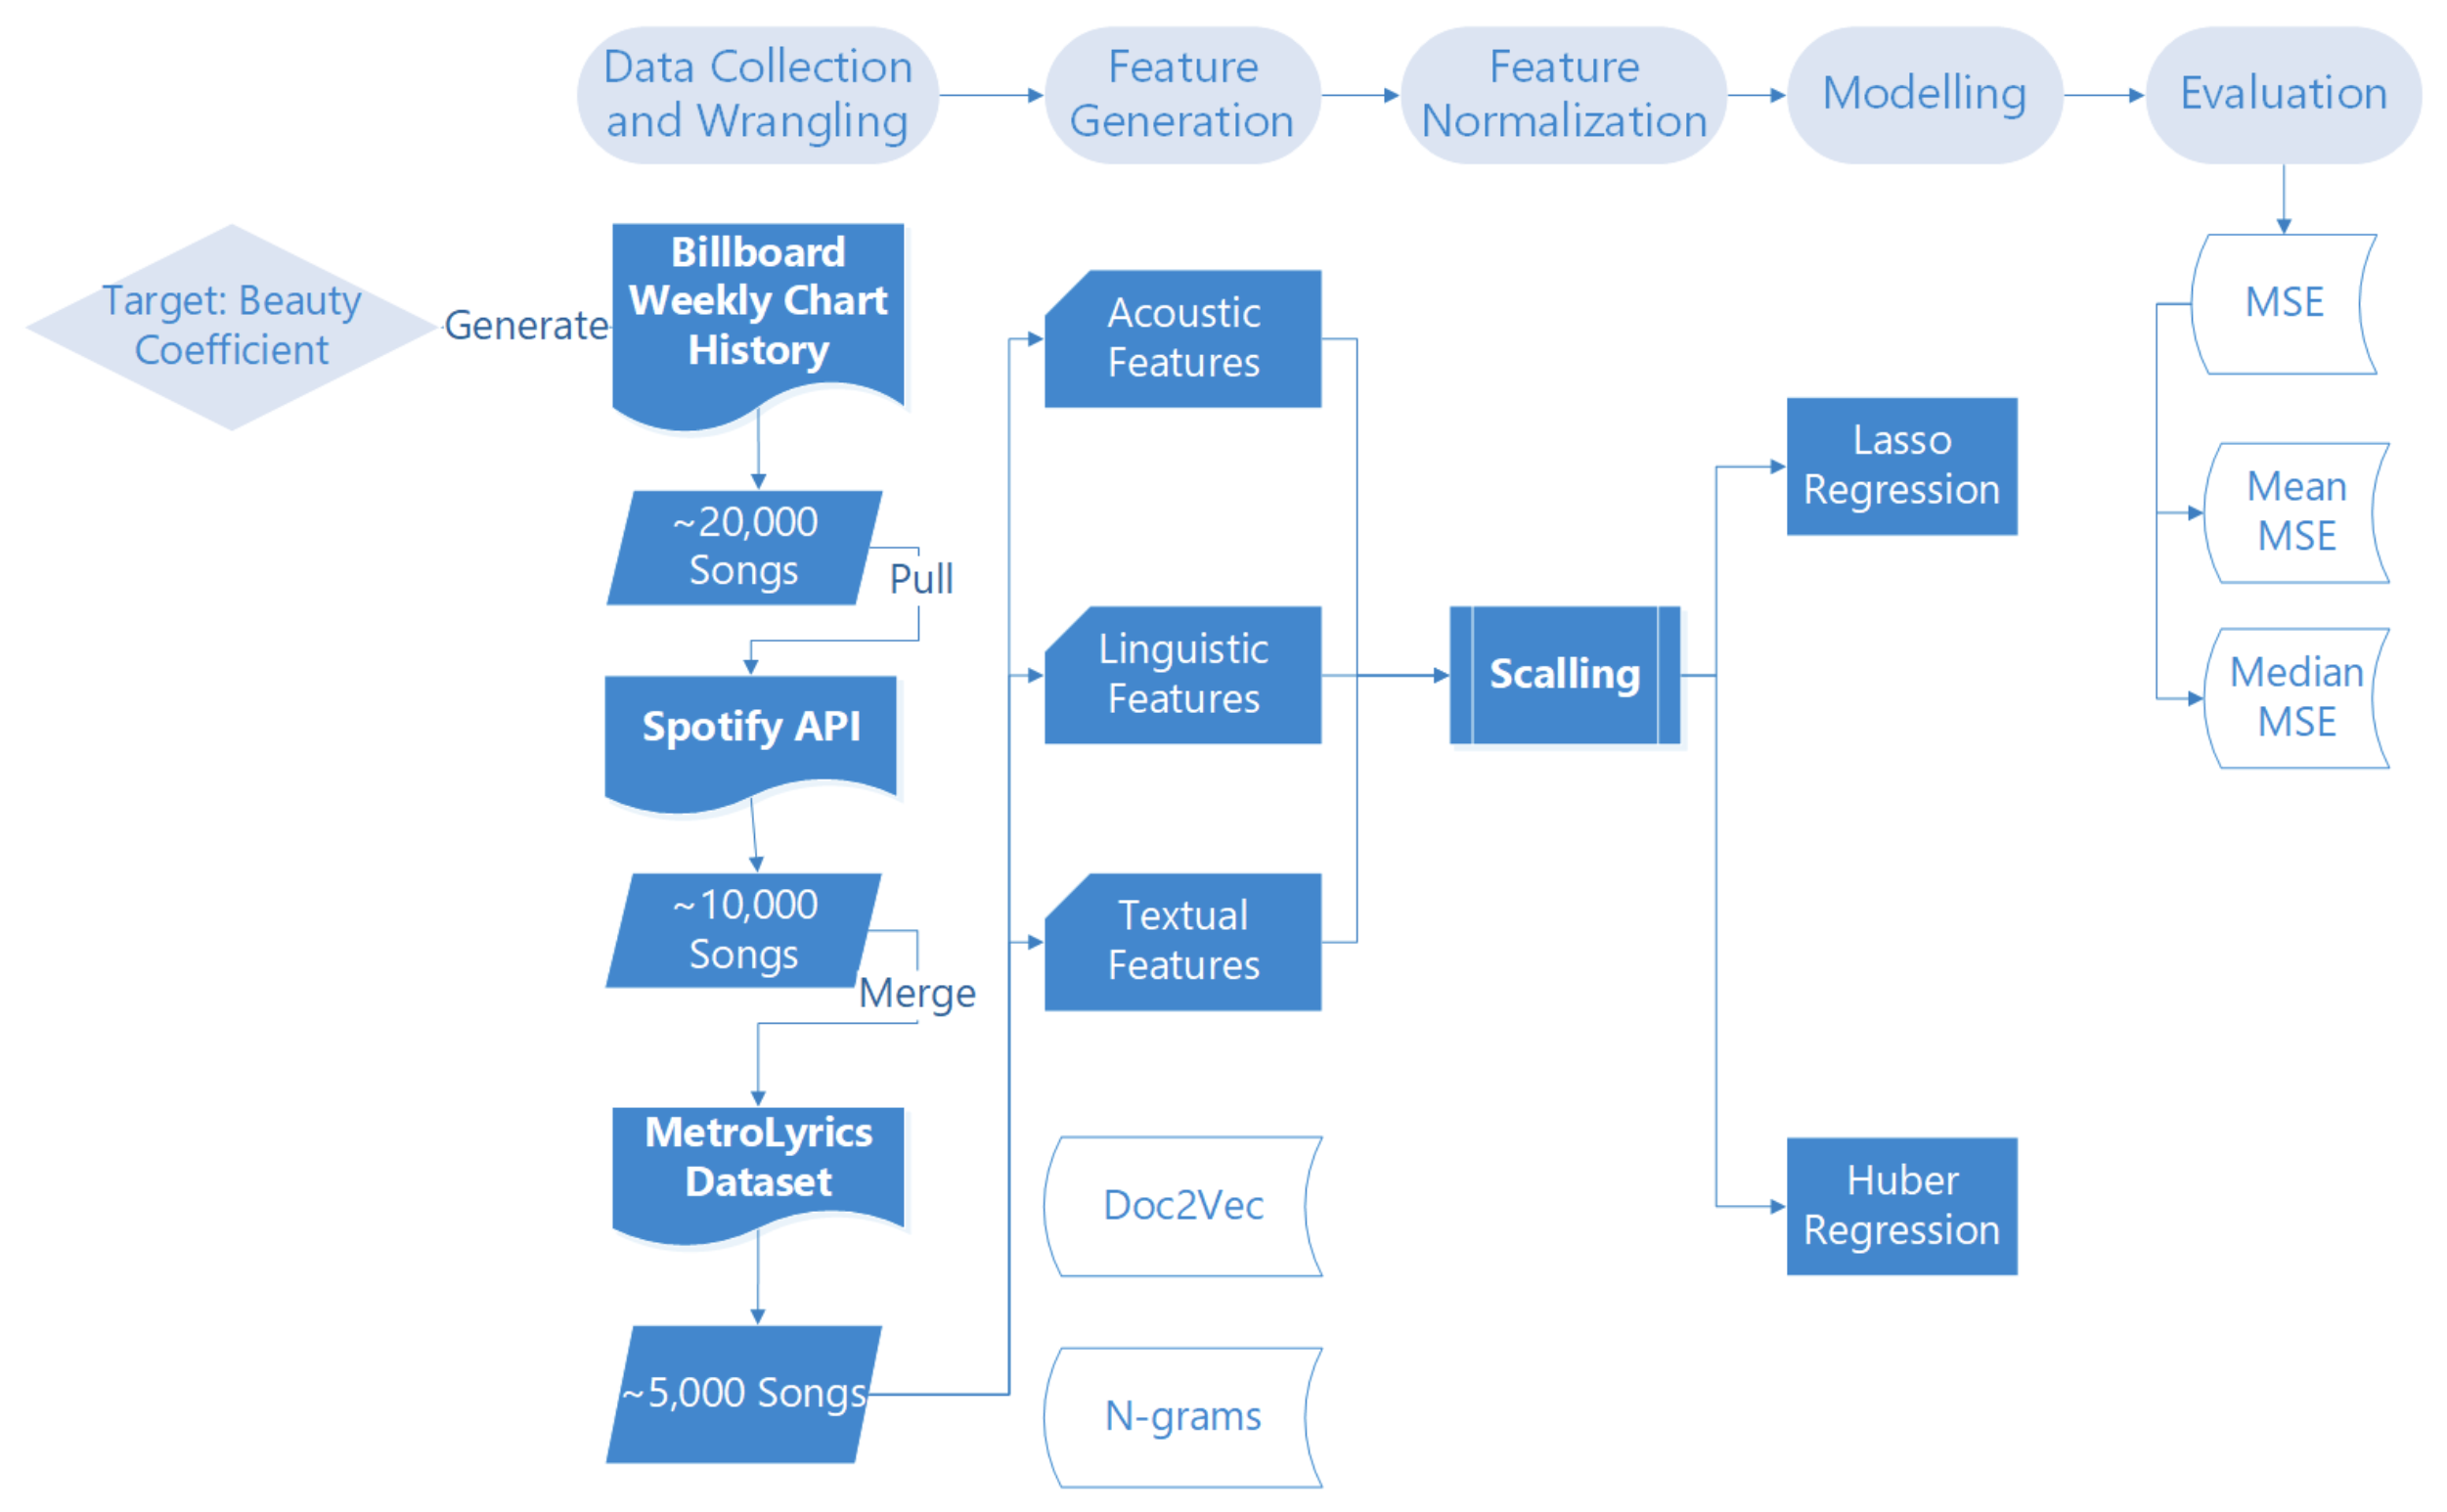 Data Collection
and Wrangling
Feature
Generation
Feature
Normalization
Modelling
Evaluation
Target: Beauty
Coefficient
Generate
Billboard
Weekly Chart
History
~20,000
Songs
Pull
Spotify API
~10,000
Songs
Merge
MetroLyrics
Dataset
~5,000 Songs
Acoustic
Features
Linguistic
Features
Textual
Features
Doc2Vec
N-grams
Scalling
Lasso
Regression
Huber
Regression
MSE
Mean
MSE
Median
MSE